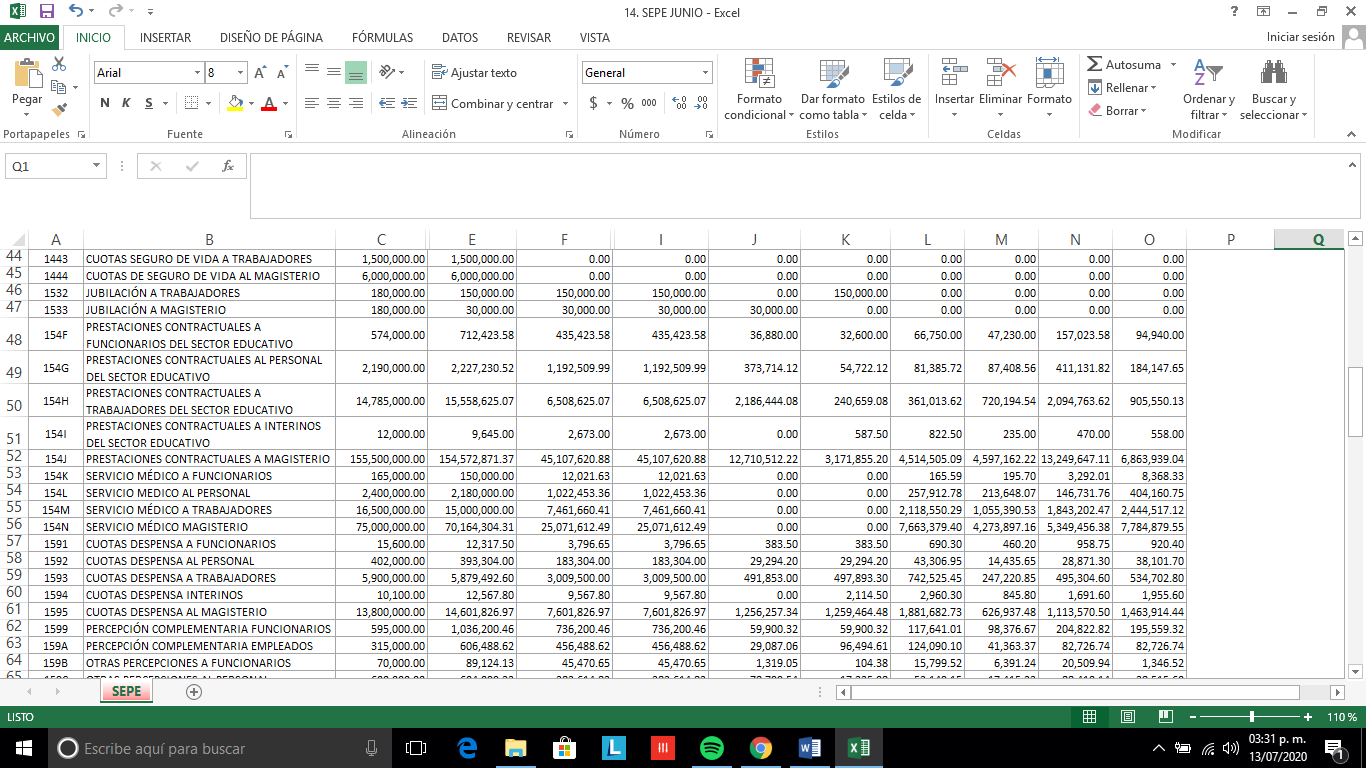 14. SEPE JUNIO - Excel
ARCHIVO INICIO INSERTAR DISEÑO DE PÁGINA FÓRMULAS DATOS REVISAR VISTA Iniciar sesión
Pegar Arial 8 Ajustar texto General Formato condicional Dar formato como tabla Estilos de celda Insertar Eliminar Formato Autosuma Rellenar Borrar Ordenar y filtrar Buscar y seleccionar
N K S Combinar y centrar $ % 000
Portapapeles Fuente Alineación Número Estilos Celdas Modificar
Q1 fx
A B C E F I J K L M N O P Q
44 1443 CUOTAS SEGURO DE VIDA A TRABAJADORES 1,500,000.00 1,500,000.00 0.00 0.00 0.00 0.00 0.00 0.00 0.00 0.00
45 1444 CUOTAS DE SEGURO DE VIDA AL MAGISTERIO 6,000,000.00 6,000,000.00 0.00 0.00 0.00 0.00 0.00 0.00 0.00 0.00
46 1532 JUBILACIÓN A TRABAJADORES 180,000.00 150,000.00 150,000.00 150,000.00 0.00 150,000.00 0.00 0.00 0.00 0.00
47 1533 JUBILACIÓN A MAGISTERIO 180,000.00 30,000.00 30,000.00 30,000.00 30,000.00 0.00 0.00 0.00 0.00 0.00
48 154F PRESTACIONES CONTRACTUALES A FUNCIONARIOS DEL SECTOR EDUCATIVO 574,000.00 712,423.58 435,423.58 435,423.58 36,880.00 32,600.00 66,750.00 47,230.00 157,023.58 94,940.00
49 154G PRESTACIONES CONTRACTUALES AL PERSONAL DEL SECTOR EDUCATIVO 2,190,000.00 2,227,230.52 1,192,509.99 1,192,509.99 373,714.12 54,722.12 81,385.72 87,408.56 411,131.82 184,147.65
50 154H PRESTACIONES CONTRACTUALES A TRABAJADORES DEL SECTOR EDUCATIVO 14,785,000.00 15,558,625.07 6,508,625.07 6,508,625.07 2,186,444.08 240,659.08 361,013.62 720,194.54 2,094,763.62 905,550.13
51 154I PRESTACIONES CONTRACTUALES A INTERINOS DEL SECTOR EDUCATIVO 12,000.00 9,645.00 2,673.00 2,673.00 0.00 587.50 822.50 235.00 470.00 558.00
52 154J PRESTACIONES CONTRACTUALES A MAGISTERIO 155,500,000.00 154,572,871.37 45,107,620.88 45,107,620.88 12,710,512.22 3,171,855.20 4,514,505.09 4,597,162.22 13,249,647.11 6,863,939.04
53 154K SERVICIO MÉDICO A FUNCIONARIOS 165,000.00 150,000.00 12,021.63 12,021.63 0.00 0.00 165.59 195.70 3,292.01 8,368.33
54 154L SERVICIO MEDICO AL PERSONAL 2,400,000.00 2,180,000.00 1,022,453.36 1,022,453.36 0.00 0.00 257,912.78 213,648.07 146,731.76 404,160.75
55 154M SERVICIO MÉDICO A TRABAJADORES 16,500,000.00 15,000,000.00 7,461,660.41 7,461,660.41 0.00 0.00 2,118,550.29 1,055,390.53 1,843,202.47 2,444,517.12
56 154N SERVICIO MÉDICO MAGISTERIO 75,000,000.00 70,164,304.31 25,071,612.49 25,071,612.49 0.00 0.00 7,663,379.40 4,273,897.16 5,349,456.38 7,784,879.55
57 1591 CUOTAS DESPENSA A FUNCIONARIOS 15,600.00 12,317.50 3,796.65 3,796.65 383.50 383.50 690.30 460.20 958.75 920.40
58 1592 CUOTAS DESPENSA AL PERSONAL 402,000.00 393,304.00 183,304.00 183,304.00 29,294.20 29,294.20 43,306.95 14,435.65 28,871.30 38,101.70
59 1593 CUOTAS DESPENSA A TRABAJADORES 5,900,000.00 5,879,492.60 3,009,500.00 3,009,500.00 491,853.00 497,893.30 742,525.45 247,220.85 495,304.60 534,702.80
60 1594 CUOTAS DESPENSA INTERINOS 10,100.00 12,567.80 9,567.80 9,567.80 0.00 2,114.50 2,960.30 845.80 1,691.60 1,955.60
61 1595 CUOTAS DESPENSA AL MAGISTERIO 13,800,000.00 14,601,826.97 7,601,826.97 7,601,826.97 1,256,257.34 1,259,464.48 1,881,682.73 626,937.48 1,113,570.50 1,463,914.44
62 1599 PERCEPCIÓN COMPLEMENTARIA FUNCIONARIOS 595,000.00 1,036,200.46 736,200.46 736,200.46 59,900.32 59,900.32 117,641.01 98,376.67 204,822.82 195,559.32
63 159A PERCEPCIÓN COMPLEMENTARIA EMPLEADOS 315,000.00 606,488.62 456,488.62 456,488.62 29,087.06 96,494.61 124,090.10 41,363.37 82,726.74 82,726.74
64 159B OTRAS PERCEPCIONES A FUNCIONARIOS 70,000.00 89,124.13 45,470.65 45,470.65 1,319.05 104.38 15,799.52 6,391.24 20,509.94 1,346.52
SEPE
LISTO 110 %
Escribe aquí para buscar
03:31 p. m.
13/07/2020
1